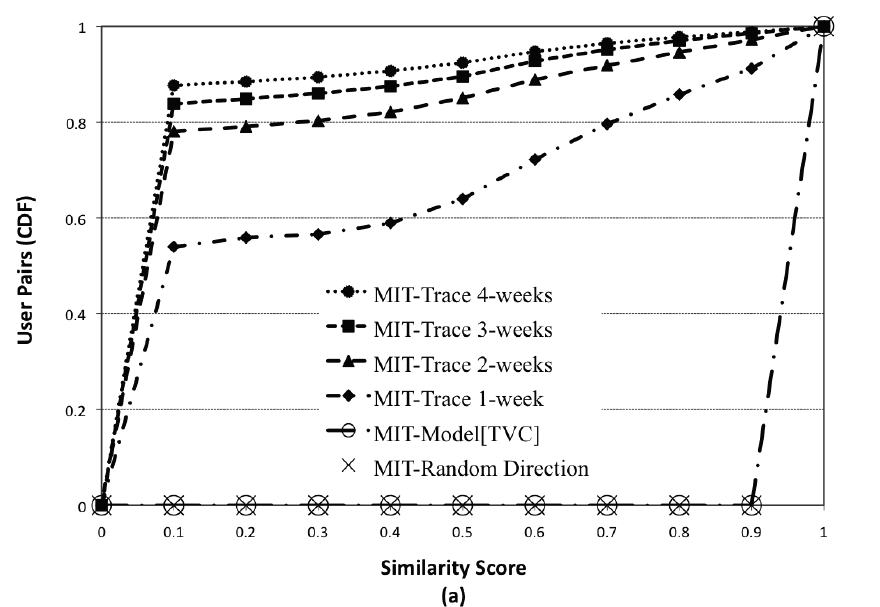 1
0.8
0.6
0.4
0.2
0
User Pairs (CDF)
MIT-Trace 4-weeks
MIT-Trace 3-weeks
MIT-Trace 2-weeks
MIT-Trace 1-week
MIT-Model[TVC]
MIT-Random Direction
0 0.1 0.2 0.3 0.4 0.5 0.6 0.7 0.8 0.9 1
Similarity Score
(a)